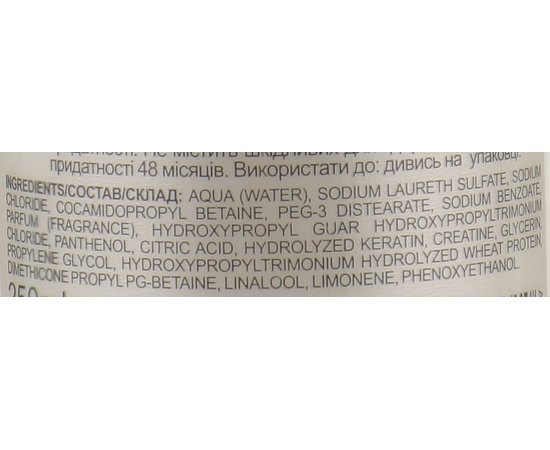 придатності 48 місяців. Використати до: дивись на упаковці.
INGREDIENTS/СОСТАВ/СКЛАД: AQUA (WATER), SODIUM LAURETH SULFATE, SODIUM
CHLORIDE, COCAMIDOPROPYL BETAINE, PEG-3 DISTEARATE, SODIUM BENZOATE,
PARFUM (FRAGRANCE), HYDROXYPROPYL GUAR HYDROXYPROPYLTRIMONIUM
CHLORIDE, PANTHENOL, CITRIC ACID, HYDROLYZED KERATIN, CREATINE, GLYCERIN,
PROPYLENE GLYCOL, HYDROXYPROPYLTRIMONIUM HYDROLYZED WHEAT PROTEIN,
DIMETHICONE PROPYL PG-BETAINE, LINALOOL, LIMONENE, PHENOXYETHANOL